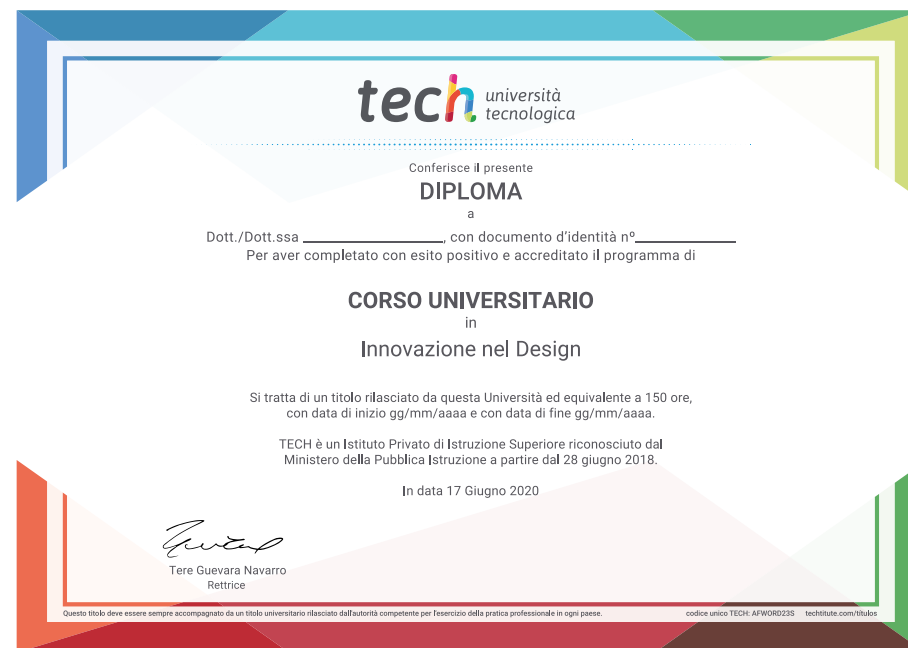 tech università
tecnologica
Conferisce il presente
DIPLOMA
a
Dott./Dott.ssa ____________________, con documento d'identità nº______________
Per aver completato con esito positivo e accreditato il programma di
CORSO UNIVERSITARIO
in
Innovazione nel Design
Si tratta di un titolo rilasciato da questa Università ed equivalente a 150 ore,
con data di inizio gg/mm/aaaa e con data di fine gg/mm/aaaa.
TECH è un Istituto Privato di Istruzione Superiore riconosciuto dal
Ministero della Pubblica Istruzione a partire dal 28 giugno 2018.
In data 17 Giugno 2020
Tere Guevara Navarro
Rettrice
Questo titolo deve essere sempre accompagnato da un titolo universitario rilasciato dall'autorità competente per l'esercizio della pratica professionale in ogni paese. codice unico TECH: AFWORD23S techtitute.com/títulos